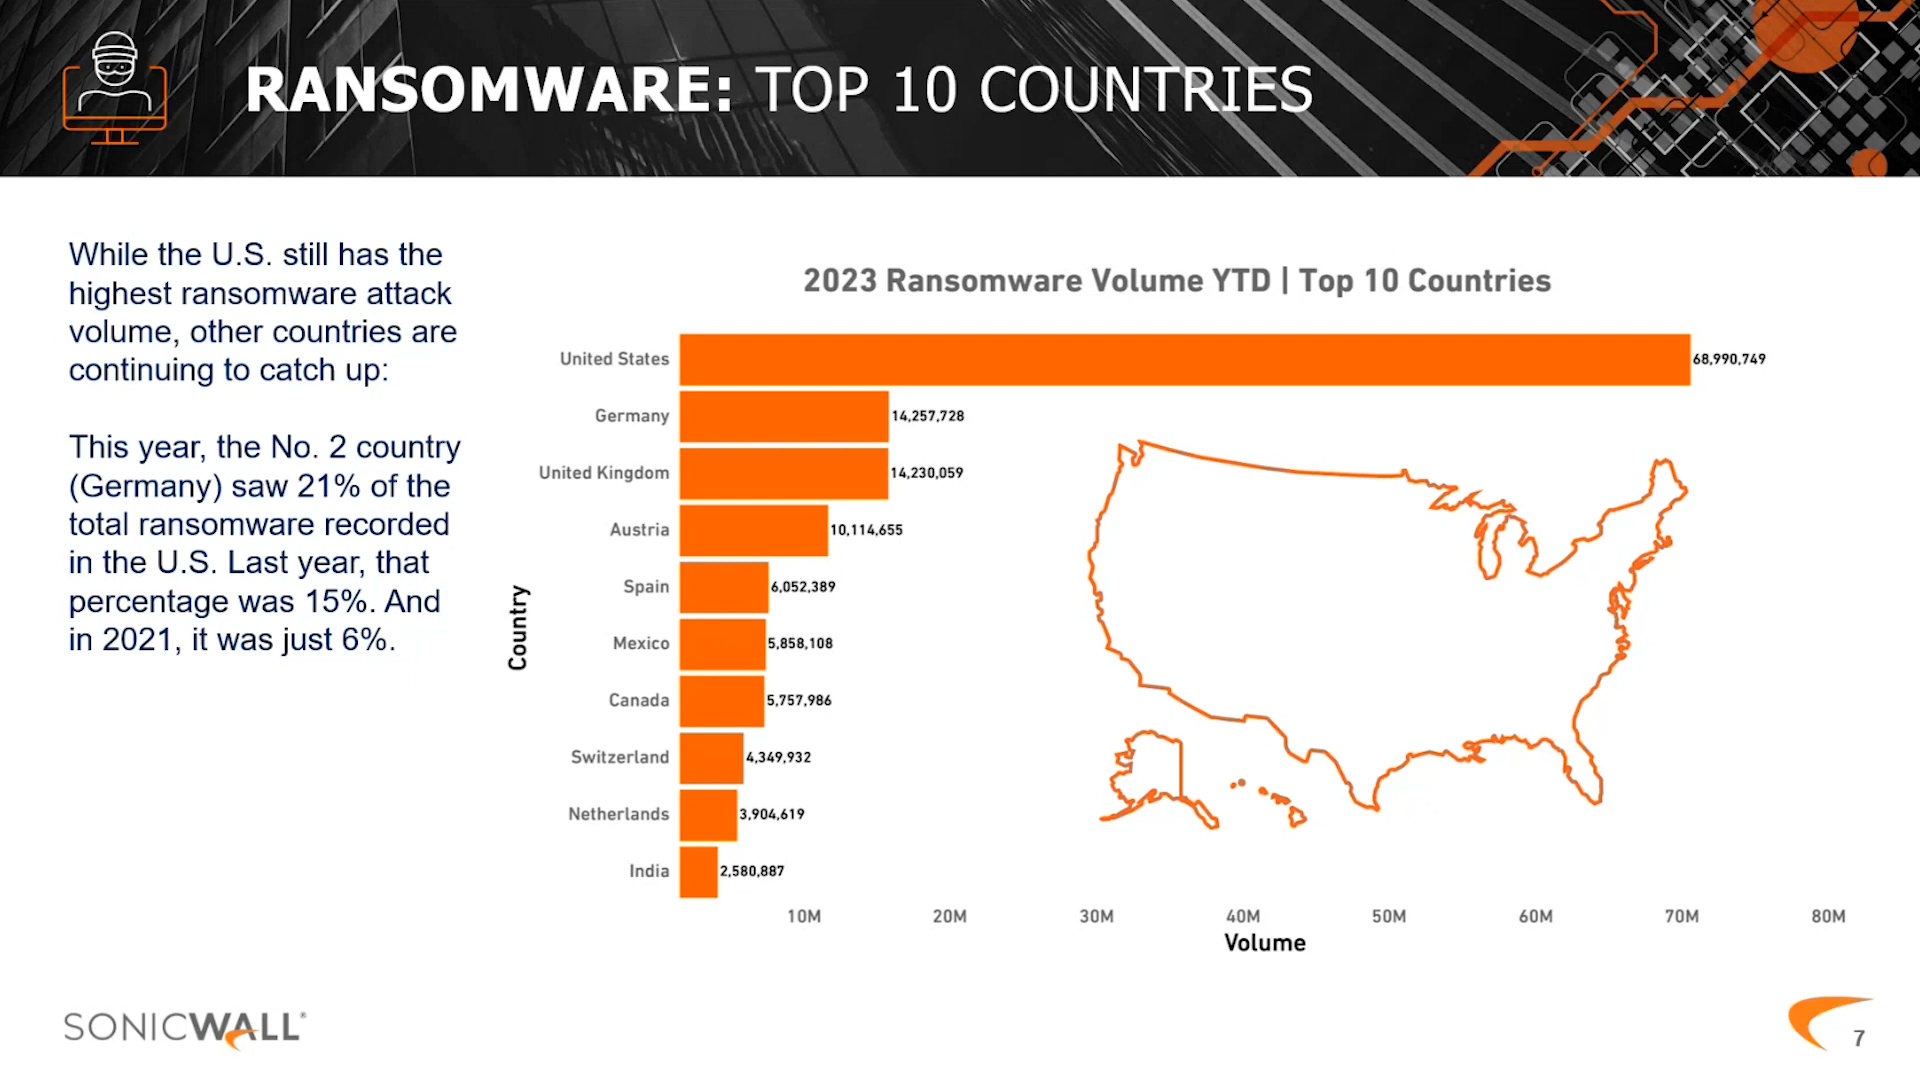 RANSOMWARE: TOP 10 COUNTRIES
While the U.S. still has the
highest ransomware attack
volume, other countries are
continuing to catch up:
This year, the No. 2 country
(Germany) saw 21% of the
total ransomware recorded
in the U.S. Last year, that
percentage was 15%. And
in 2021, it was just 6%.
2023 Ransomware Volume YTD | Top 10 Countries
Country
United States 68,990,749
Germany 14,257,728
United Kingdom 14,230,059
Austria 10,114,655
Spain 6,052,389
Mexico 5,858,108
Canada 5,757,986
Switzerland 4,349,932
Netherlands 3,904,619
India 2,580,887
10M 20M 30M 40M 50M 60M 70M 80M
Volume
SONICWALL®
7